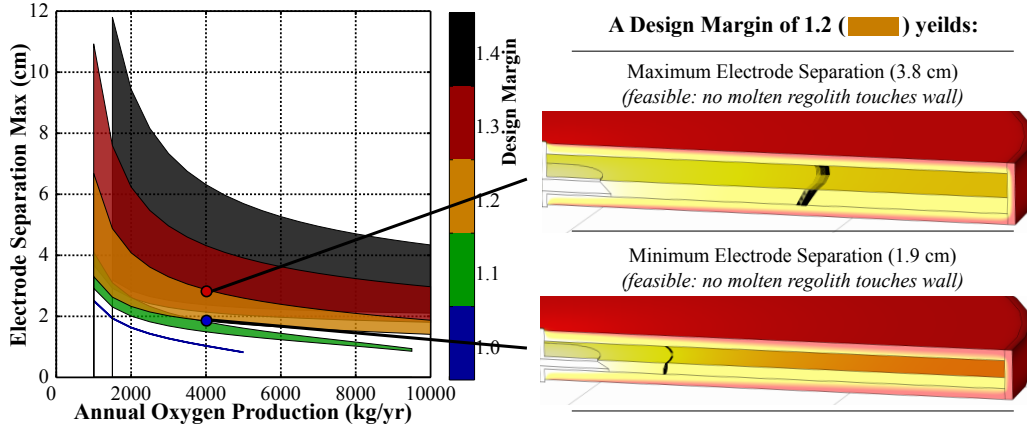 Electrode Separation Max (cm)
12
10
8
6
4
2
0
0 2000 4000 6000 8000 10000
Annual Oxygen Production (kg/yr)
1.4
1.3
1.2
1.1
1.0
Design Margin
A Design Margin of 1.2 ( ) yeilds:
Maximum Electrode Separation (3.8 cm)
(feasible: no molten regolith touches wall)
Minimum Electrode Separation (1.9 cm)
(feasible: no molten regolith touches wall)